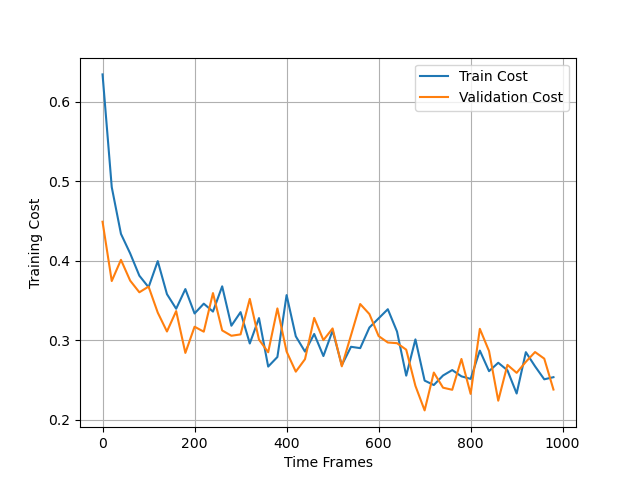 Train Cost
Validation Cost
0.6
0.5
0.4
0.3
0.2
Training Cost
0 200 400 600 800 1000
Time Frames